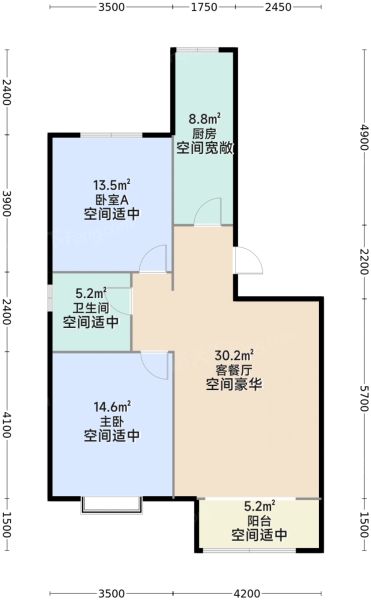 3500 1750 2450
2400
4900
8.8㎡
厨房
空间宽敞
3900
13.5㎡
卧室A
空间适中
2200
2400
5.2㎡
卫生间
空间适中
30.2㎡
客餐厅
空间豪华
5700
4100
14.6㎡
主卧
空间适中
1500
5.2㎡
阳台
空间适中
1500
3500 4200